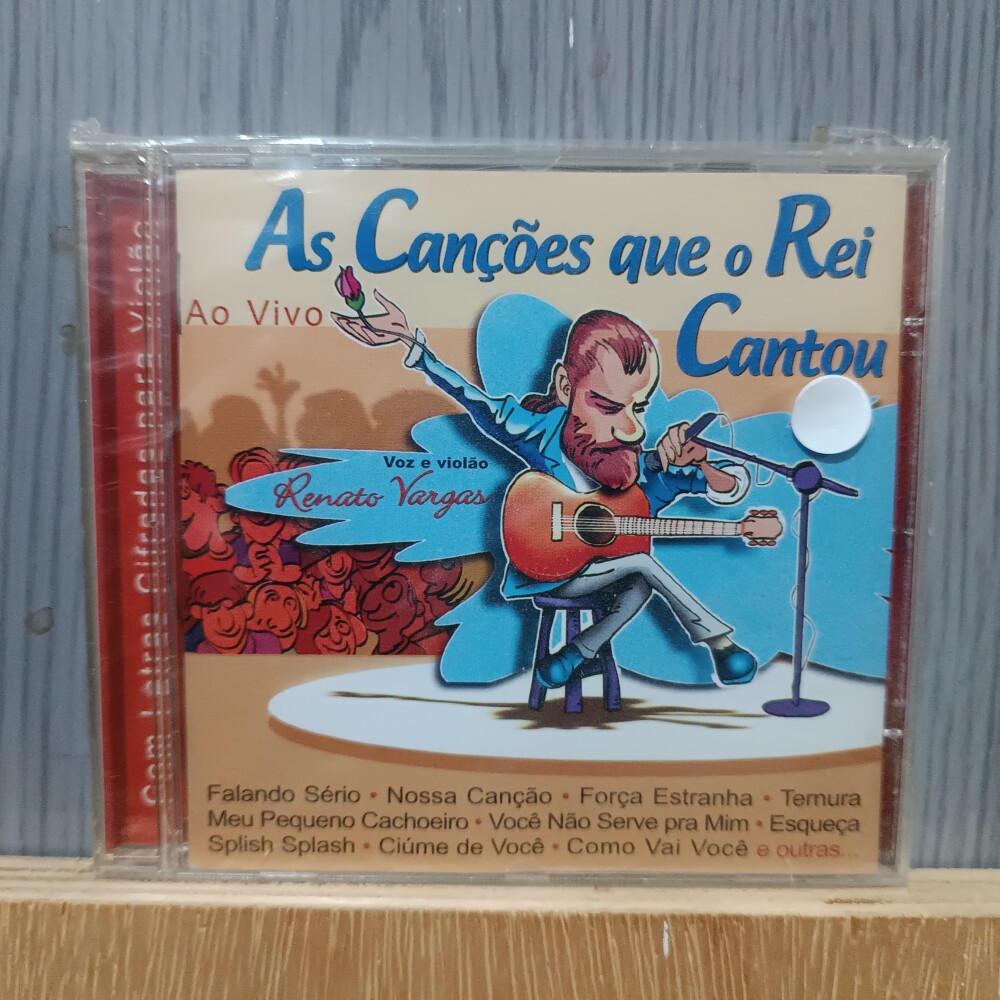 As Canções que o Rei
Cantou
Ao Vivo
Voz e violão
Renato Vargas
Com Letras Cifradas para Violão
Falando Sério • Nossa Canção • Força Estranha • Ternura
Meu Pequeno Cachoeiro • Você Não Serve pra Mim • Esqueça
Splish Splash • Ciúme de Você • Como Vai Você e outras...